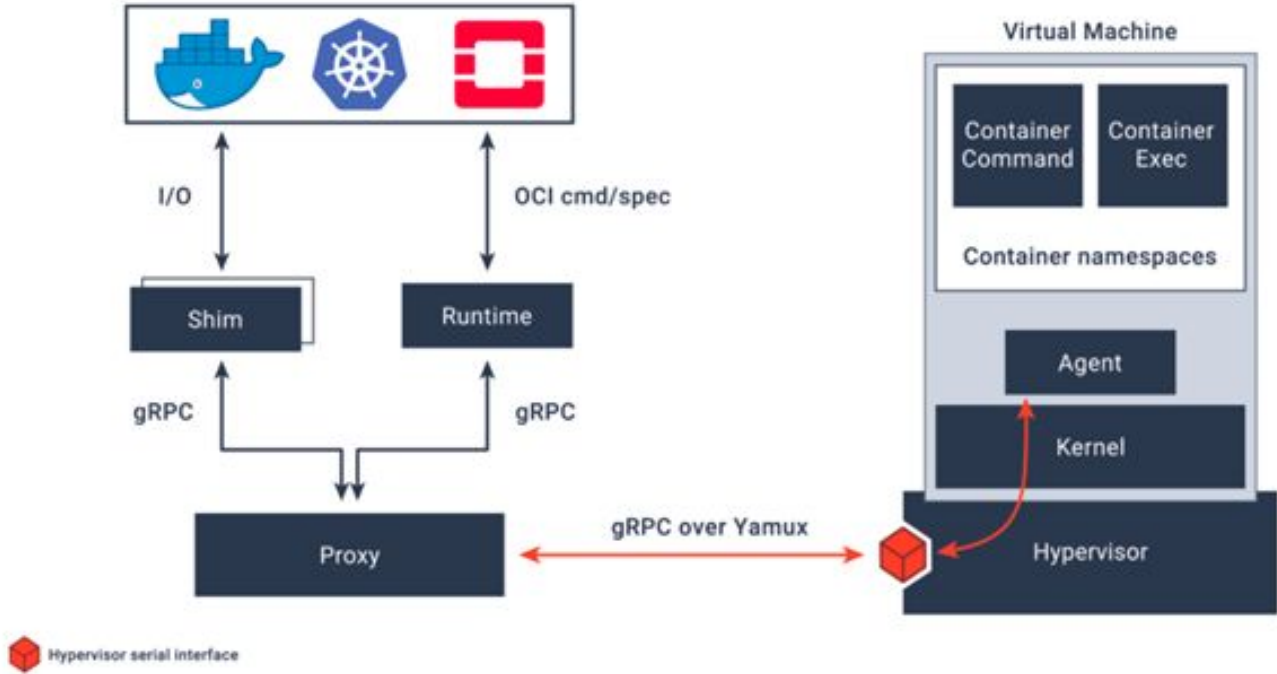 Virtual Machine
Container
Command
Container
Exec
I/O
OCI cmd/spec
Container namespaces
Shim
Runtime
Agent
gRPC
gRPC
Kernel
gRPC over Yamux
Proxy
Hypervisor
Hypervisor serial interface